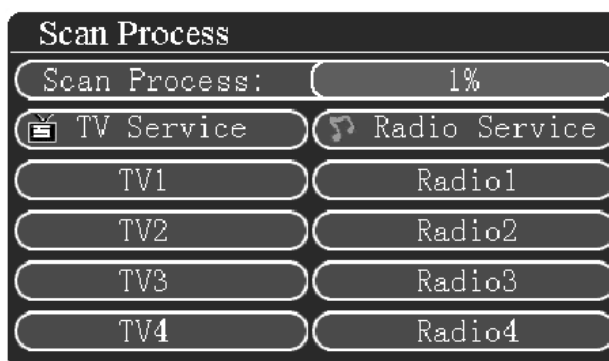 Scan Process
Scan Process: 1%
TV Service Radio Service
TV1 Radio1
TV2 Radio2
TV3 Radio3
TV4 Radio4